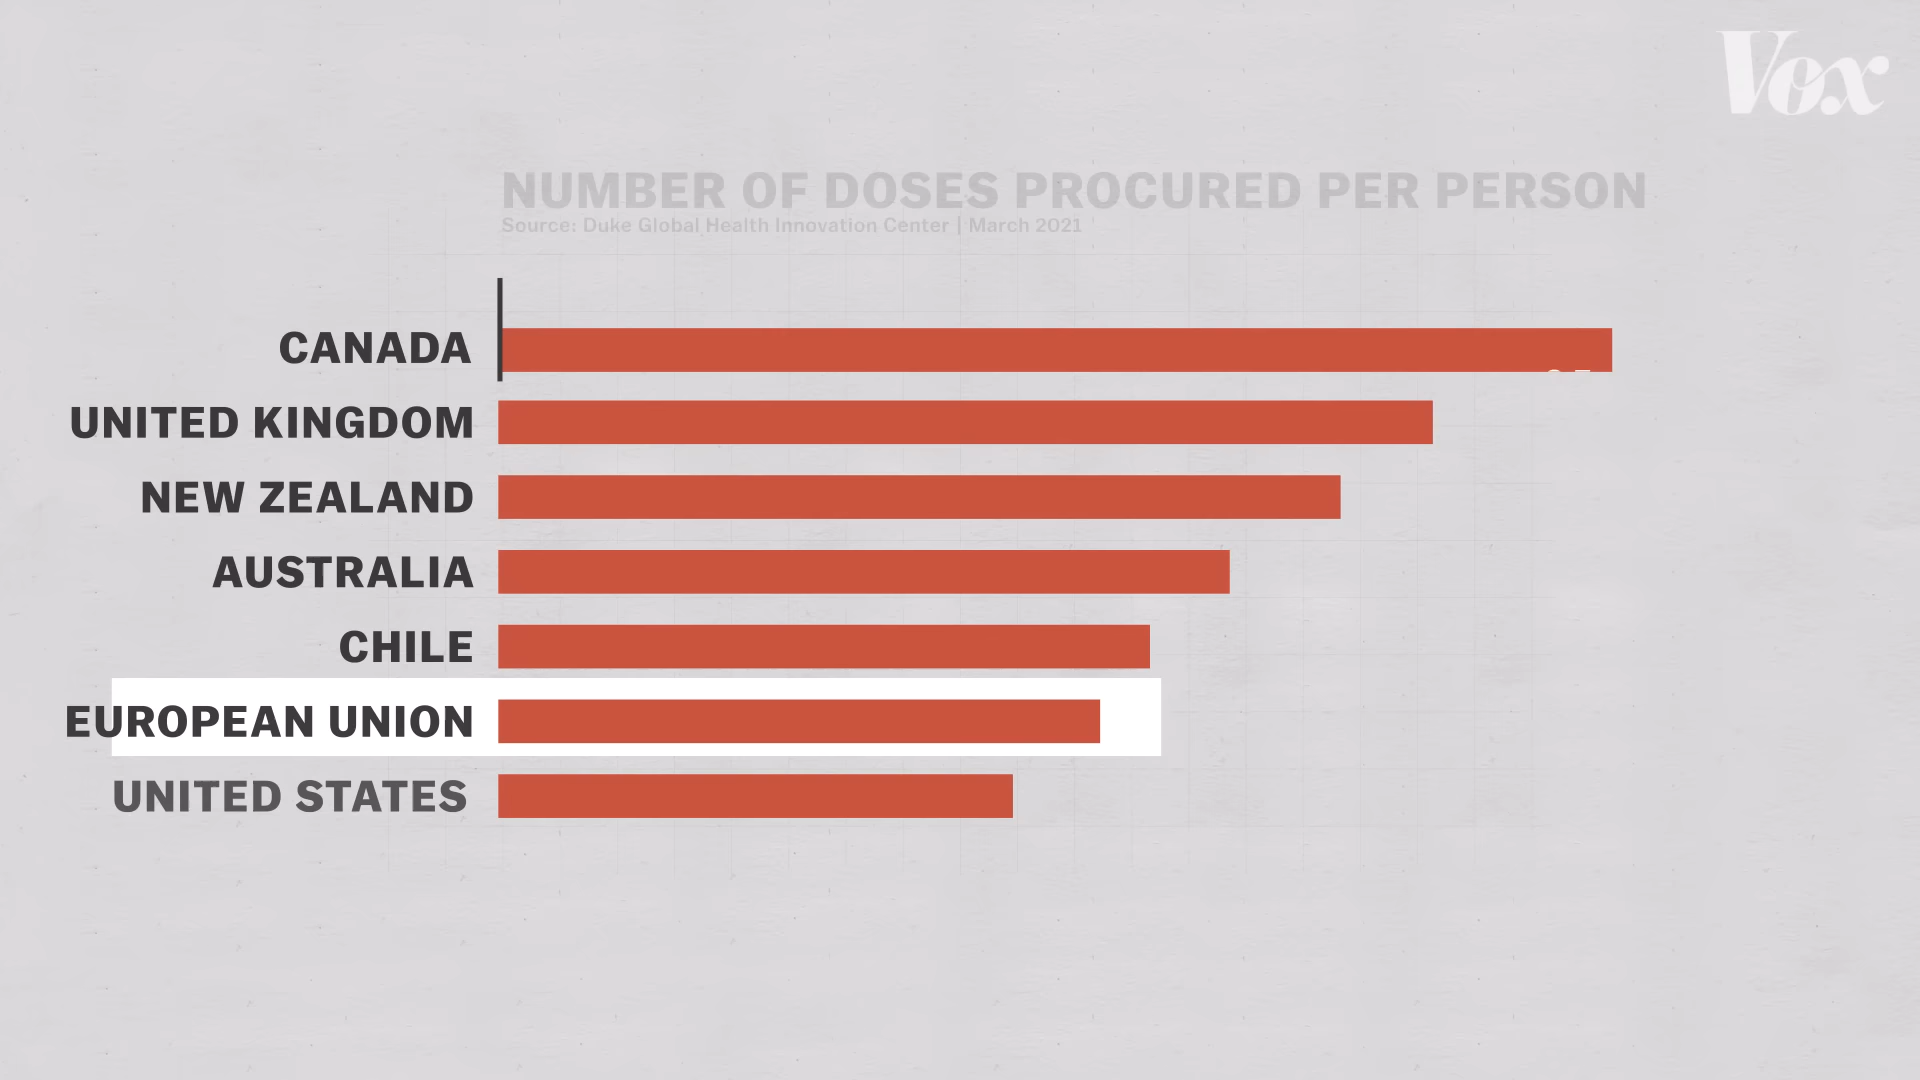 Vox
NUMBER OF DOSES PROCURED PER PERSON
Source: Duke Global Health Innovation Center | March 2021
CANADA
UNITED KINGDOM
NEW ZEALAND
AUSTRALIA
CHILE
EUROPEAN UNION
UNITED STATES